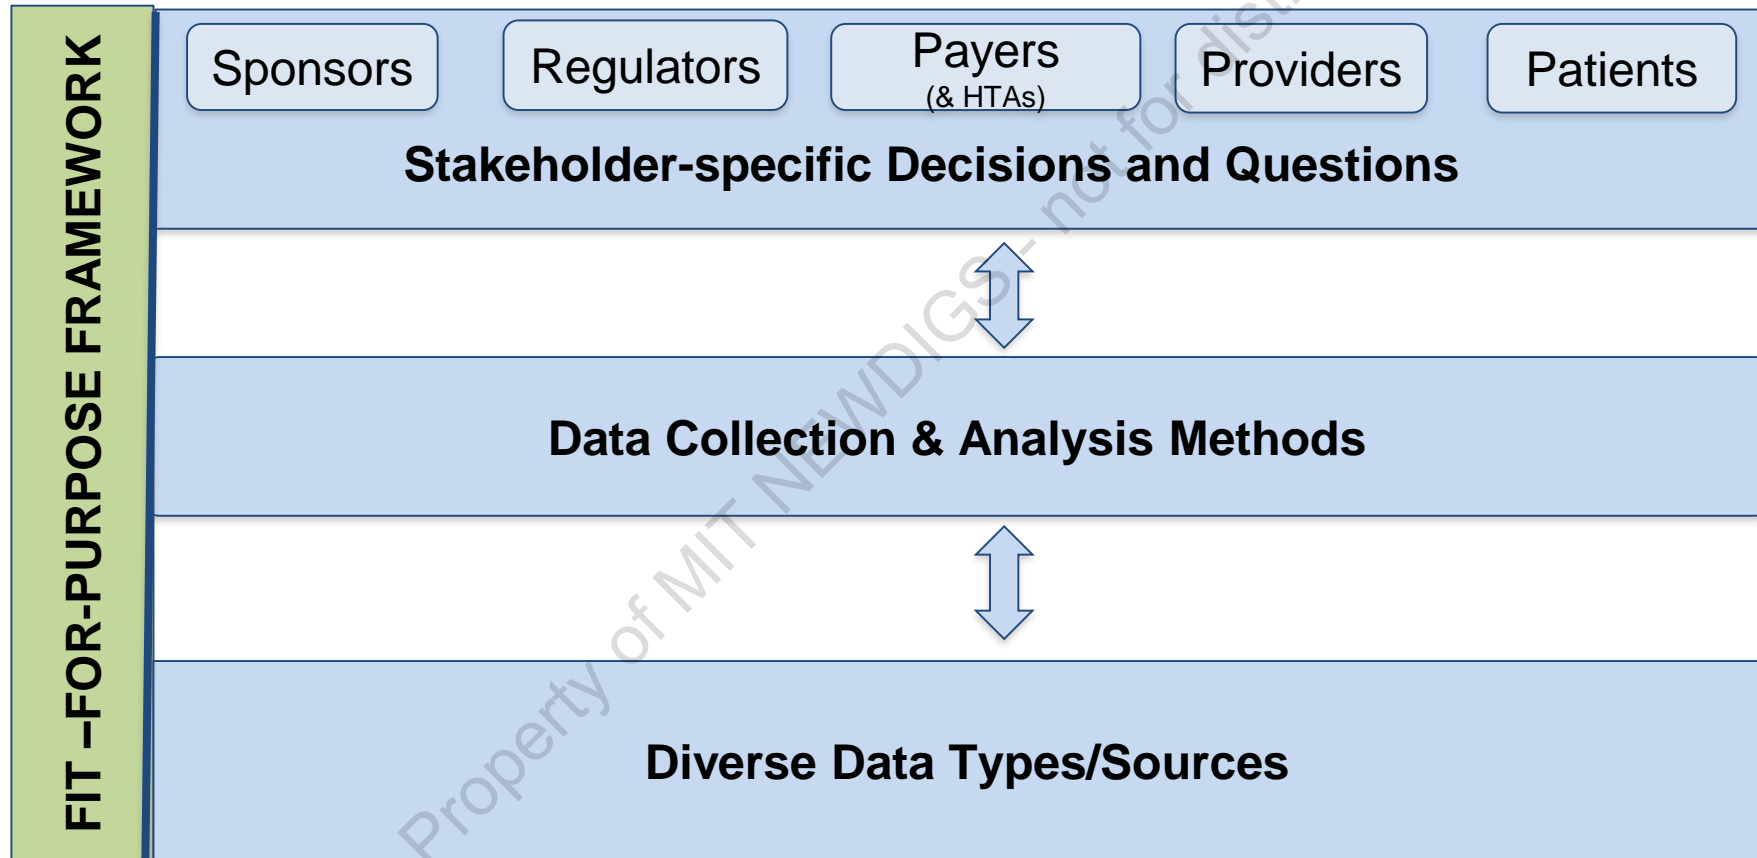 FIT –FOR-PURPOSE FRAMEWORK
Sponsors
Regulators
Payers
(& HTAs)
Providers
Patients
Stakeholder-specific Decisions and Questions
Data Collection & Analysis Methods
Diverse Data Types/Sources
Property of MIT NEWDIGS - not for